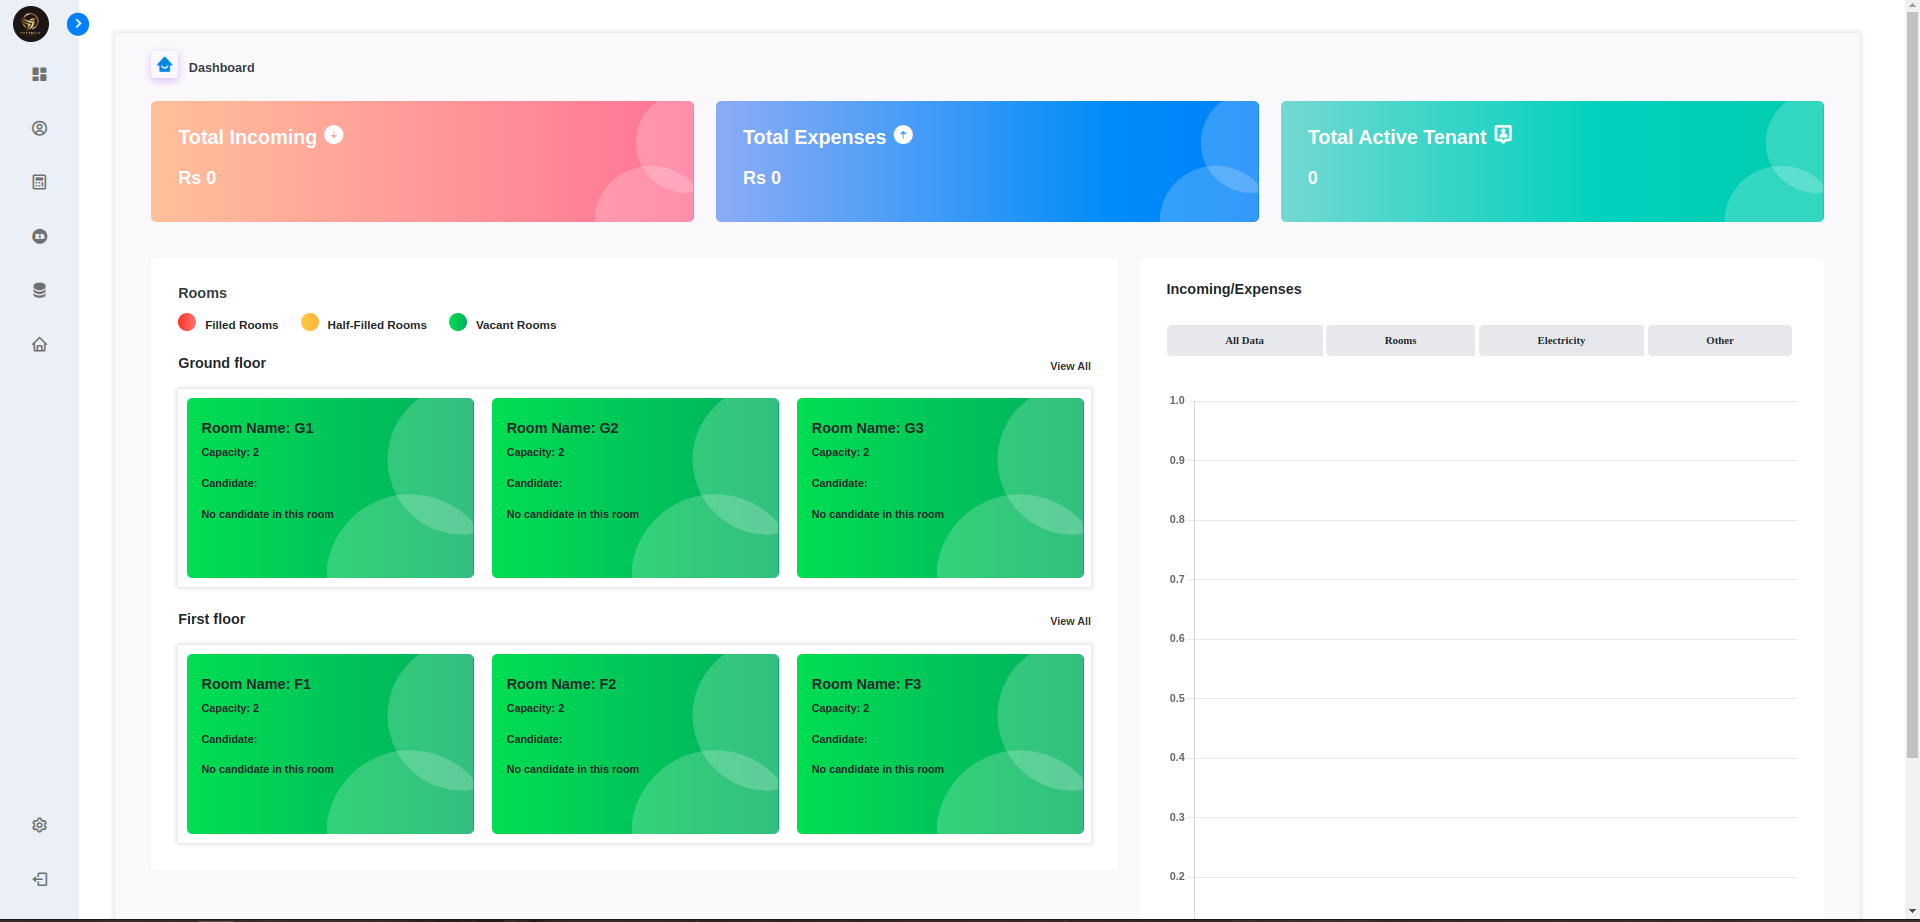 Dashboard
Total Incoming
Rs 0
Total Expenses
Rs 0
Total Active Tenant
0
Rooms
Filled Rooms
Half-Filled Rooms
Vacant Rooms
Ground floor
View All
Room Name: G1
Capacity: 2
Candidate:
No candidate in this room
Room Name: G2
Capacity: 2
Candidate:
No candidate in this room
Room Name: G3
Capacity: 2
Candidate:
No candidate in this room
First floor
View All
Room Name: F1
Capacity: 2
Candidate:
No candidate in this room
Room Name: F2
Capacity: 2
Candidate:
No candidate in this room
Room Name: F3
Capacity: 2
Candidate:
No candidate in this room
Incoming/Expenses
All Data
Rooms
Electricity
Other
1.0
0.9
0.8
0.7
0.6
0.5
0.4
0.3
0.2